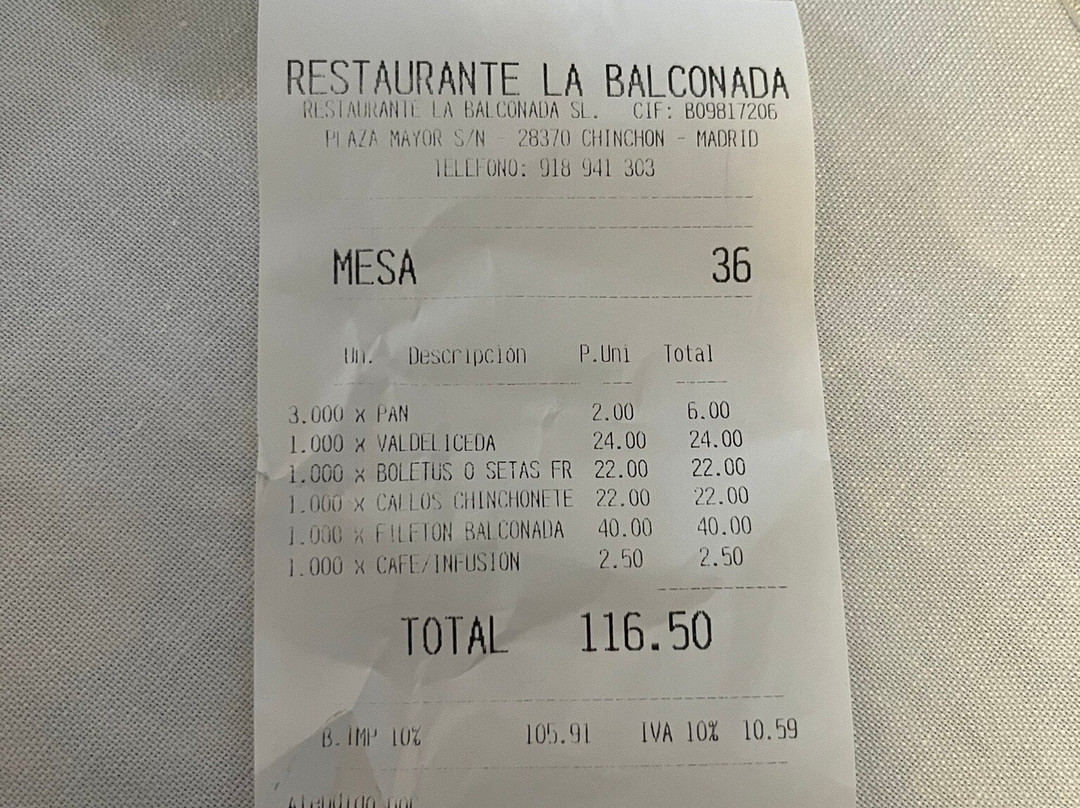 RESTAURANTE LA BALCONADA
RESTAURANTE LA BALCONADA SL. CIF: B09817206
PLAZA MAYOR S/N - 28370 CHINCHON - MADRID
TELEFONO: 918 941 303
MESA 36
Un. Descripción P.Uni Total
3.000 x PAN 2.00 6.00
1.000 x VALDELICEDA 24.00 24.00
1.000 x BOLETUS O SETAS FR 22.00 22.00
1.000 x CALLOS CHINCHONETE 22.00 22.00
1.000 x FILETON BALCONADA 40.00 40.00
1.000 x CAFE/INFUSION 2.50 2.50
TOTAL 116.50
B.IMP 10% 105.91 IVA 10% 10.59
Atendido por